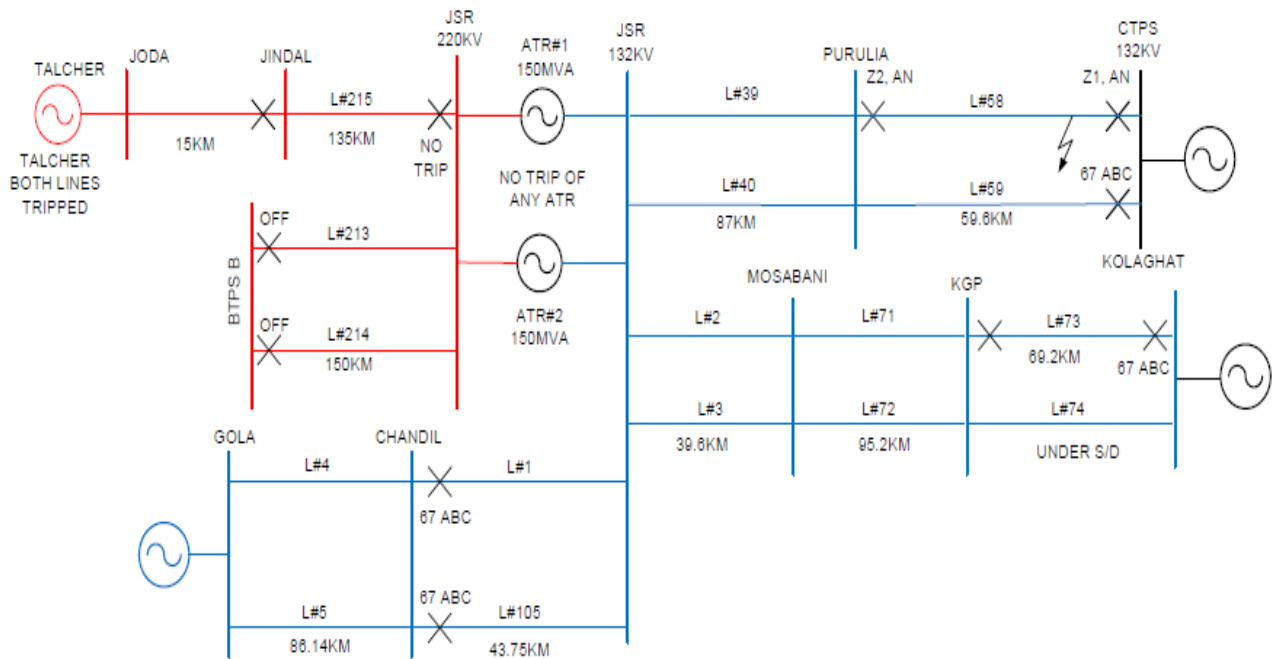 JSR
220KV
ATR#1
150MVA
JSR
132KV
CTPS
132KV
JODA
JINDAL
PURULIA
TALCHER
Z2, AN
Z1, AN
L#215
L#39
L#58
15KM
135KM
NO
TRIP
TALCHER
BOTH LINES
TRIPPED
NO TRIP OF
ANY ATR
67 ABC
L#40
L#59
87KM
59.6KM
OFF
L#213
KOLAGHAT
BTPS B
MOSABANI
KGP
ATR#2
150MVA
OFF
L#214
150KM
L#2
L#71
L#73
69.2KM
67 ABC
L#3
L#72
L#74
39.6KM
95.2KM
UNDER S/D
GOLA
CHANDIL
L#4
L#1
67 ABC
67 ABC
L#5
L#105
86.14KM
43.75KM